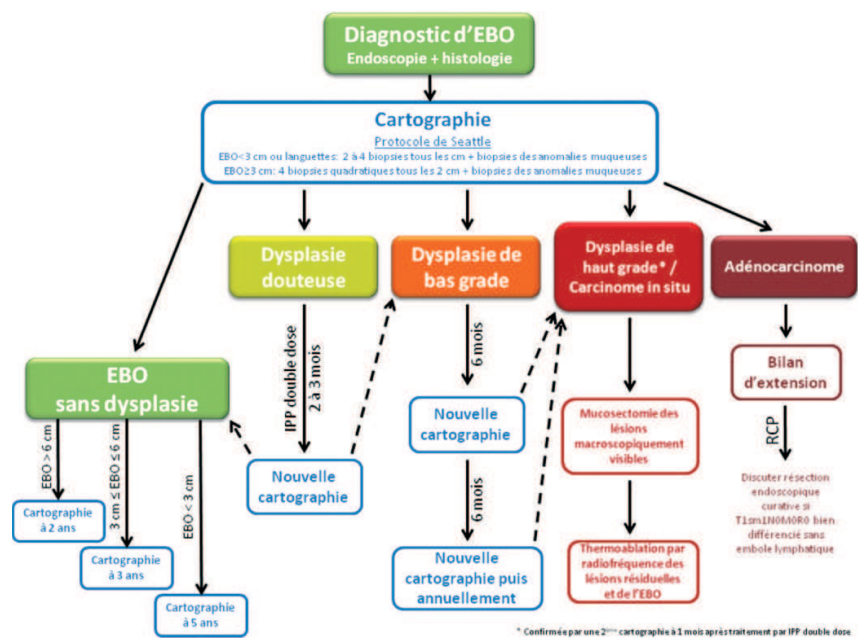 Diagnostic d'EBO
Endoscopie + histologie
Cartographie
Protocole de Seattle
EBO<3 cm ou languettes: 2 à 4 biopsies tous les cm + biopsies des anomalies muqueuses
EBO≥3 cm: 4 biopsies quadratiques tous les 2 cm + biopsies des anomalies muqueuses
Dysplasie
douteuse
Dysplasie de
bas grade
Dysplasie de
haut grade* /
Carcinome in situ
Adénocarcinome
EBO
sans dysplasie
IPP double dose
2 à 3 mois
6 mois
Bilan
d'extension
Nouvelle
cartographie
Mucosectomie des
lésions
macroscopiquement
visibles
RCP
EBO > 6 cm
3 cm ≤ EBO ≤ 6 cm
EBO < 3 cm
Nouvelle
cartographie
6 mois
Discuter résection
endoscopique
curative si
T1sm1N0M0R0 bien
différencié sans
embole lymphatique
Cartographie
à 2 ans
Cartographie
à 3 ans
Cartographie
à 5 ans
Nouvelle
cartographie puis
annuellement
Thermoablation par
radiofréquence des
lésions résiduelles
et de l'EBO
* Confirmée par une 2ème cartographie à 1 mois après traitement par IPP double dose